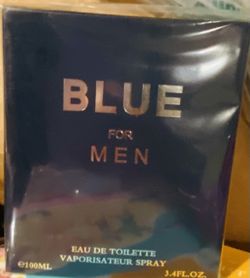 BLUE
FOR
MEN
EAU DE TOILETTE
VAPORISATEUR SPRAY
e100ML
3.4FL.OZ.